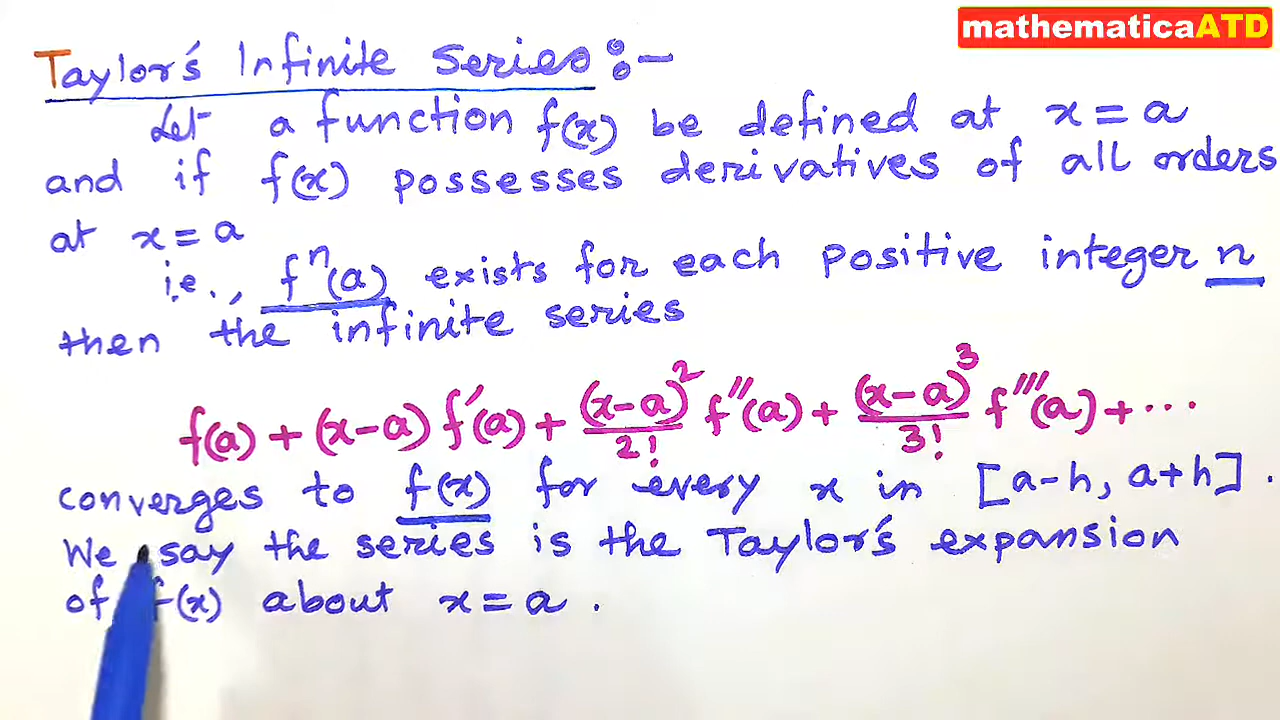 mathematicaATD
Taylor's Infinite Series :-
Let a function f(x) be defined at x = a
and if f(x) possesses derivatives of all orders
at x = a
i.e., fⁿ(a) exists for each positive integer n
then the infinite series
f(a) + (x-a) f'(a) + (x-a)²/2! f''(a) + (x-a)³/3! f'''(a) + ...
converges to f(x) for every x in [a-h, a+h].
We say the series is the Taylor's expansion
of f(x) about x = a.